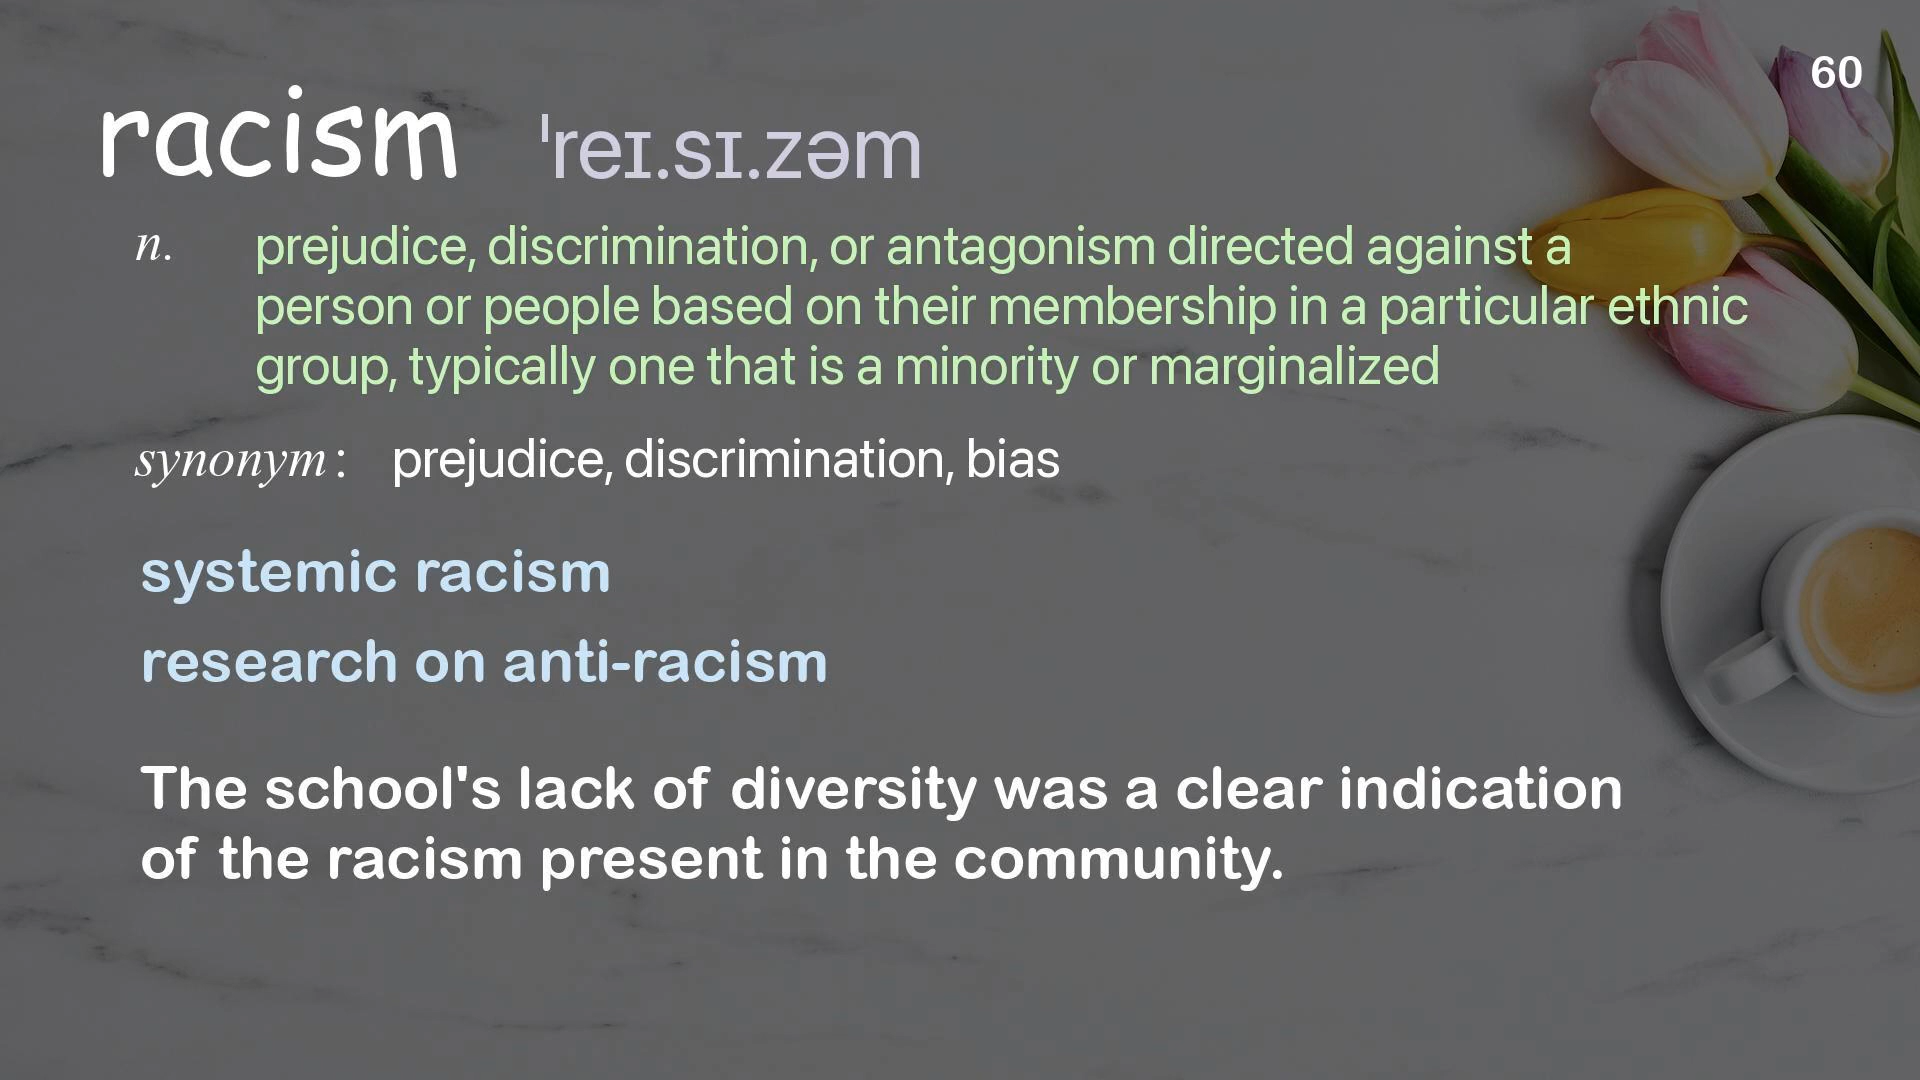 60
racism ˈreɪ.sɪ.zəm
n. prejudice, discrimination, or antagonism directed against a
person or people based on their membership in a particular ethnic
group, typically one that is a minority or marginalized
synonym: prejudice, discrimination, bias
systemic racism
research on anti-racism
The school's lack of diversity was a clear indication
of the racism present in the community.